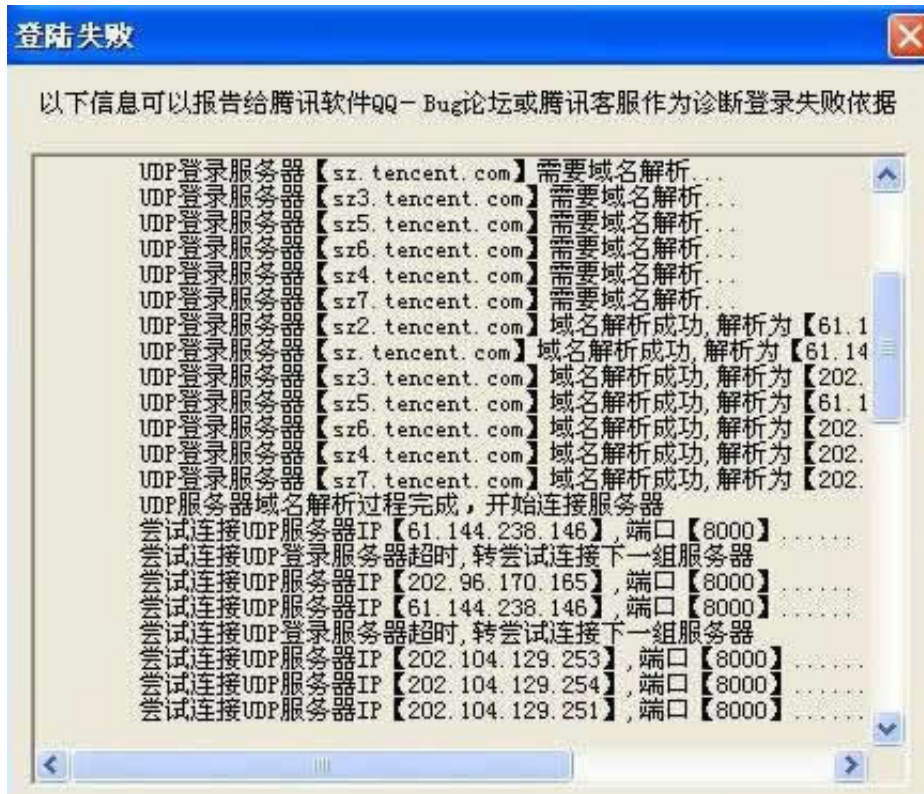 登陆失败
以下信息可以报告给腾讯软件QQ－Bug论坛或腾讯客服作为诊断登录失败依据
UDP登录服务器【sz.tencent.com】需要域名解析...
UDP登录服务器【sz3.tencent.com】需要域名解析...
UDP登录服务器【sz5.tencent.com】需要域名解析...
UDP登录服务器【sz6.tencent.com】需要域名解析...
UDP登录服务器【sz4.tencent.com】需要域名解析...
UDP登录服务器【sz7.tencent.com】需要域名解析...
UDP登录服务器【sz2.tencent.com】域名解析成功,解析为【61.1
UDP登录服务器【sz.tencent.com】域名解析成功,解析为【61.14
UDP登录服务器【sz3.tencent.com】域名解析成功,解析为【202.
UDP登录服务器【sz5.tencent.com】域名解析成功,解析为【61.1
UDP登录服务器【sz6.tencent.com】域名解析成功,解析为【202.
UDP登录服务器【sz4.tencent.com】域名解析成功,解析为【202.
UDP登录服务器【sz7.tencent.com】域名解析成功,解析为【202.
UDP服务器域名解析过程完成，开始连接服务器
尝试连接UDP服务器IP【61.144.238.146】,端口【8000】......
尝试连接UDP登录服务器超时,转尝试连接下一组服务器
尝试连接UDP服务器IP【202.96.170.165】,端口【8000】......
尝试连接UDP服务器IP【61.144.238.146】,端口【8000】......
尝试连接UDP登录服务器超时,转尝试连接下一组服务器
尝试连接UDP服务器IP【202.104.129.253】,端口【8000】......
尝试连接UDP服务器IP【202.104.129.254】,端口【8000】......
尝试连接UDP服务器IP【202.104.129.251】,端口【8000】......